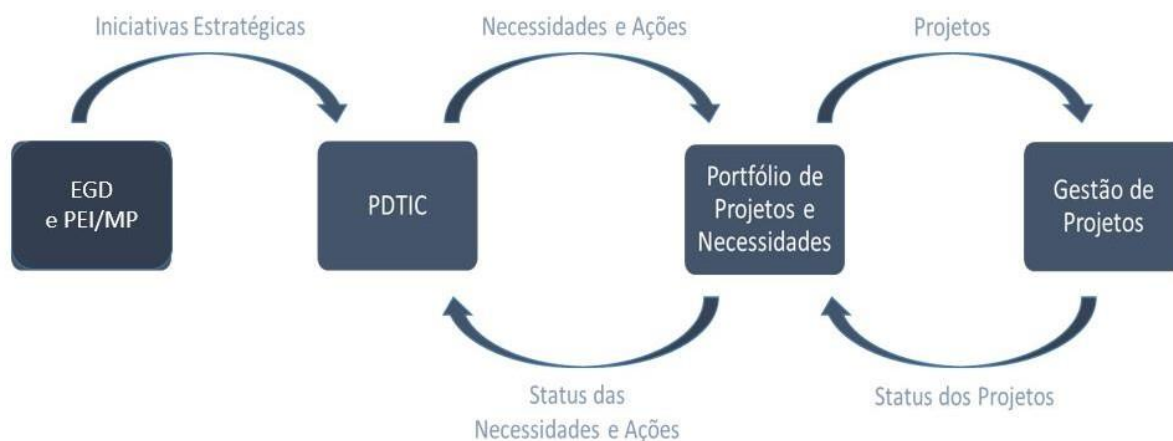 Iniciativas Estratégicas
Necessidades e Ações
Projetos
EGD
e PEI/MP
PDTIC
Portfólio de
Projetos e
Necessidades
Gestão de
Projetos
Status das
Necessidades e Ações
Status dos Projetos